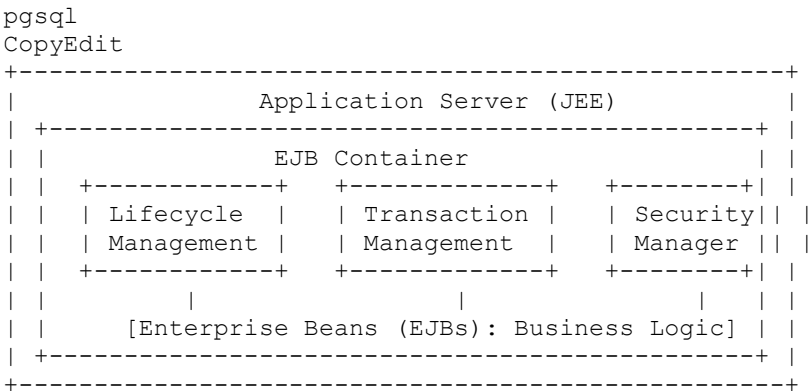 pgsql
CopyEdit
+---------------------------------------------------+
|                Application Server (JEE)           |
| +-----------------------------------------------+ |
| |               EJB Container                   | |
| |  +------------+   +-------------+   +--------+| |
| |  | Lifecycle  |   | Transaction |   | Security|| |
| |  | Management |   | Management  |   | Manager || |
| |  +------------+   +-------------+   +--------+| |
| |         |                 |               |   | |
| |     [Enterprise Beans (EJBs): Business Logic] | |
| +-----------------------------------------------+ |
+---------------------------------------------------+